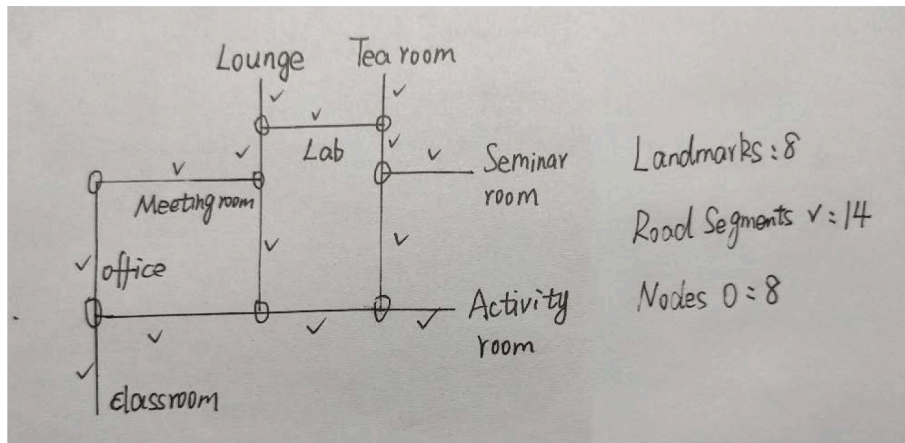 Lounge
Tea room
Lab
Seminar
room
Meeting room
office
Activity
room
classroom
Landmarks: 8
Road Segments ✓: 14
Nodes O: 8